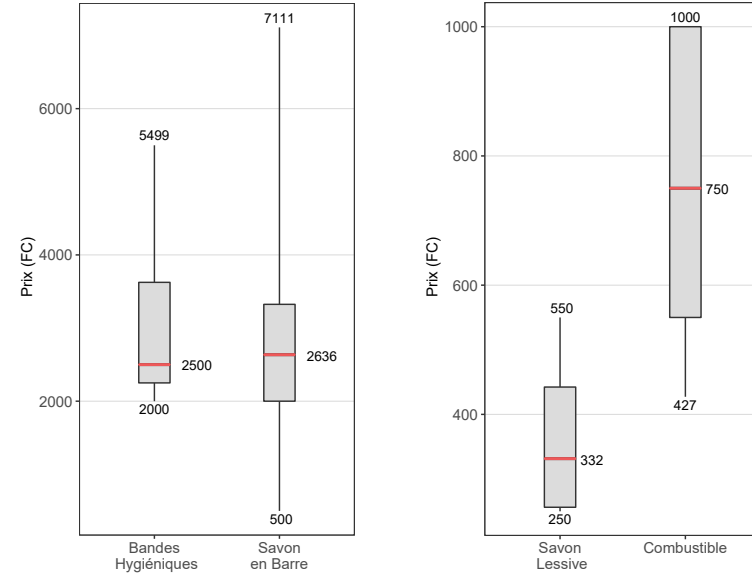 Prix (FC)
6000
4000
2000
7111
5499
2500
2636
2000
500
Bandes
Hygiéniques
Savon
en Barre
Prix (FC)
1000
800
600
400
1000
750
550
427
332
250
Savon
Lessive
Combustible